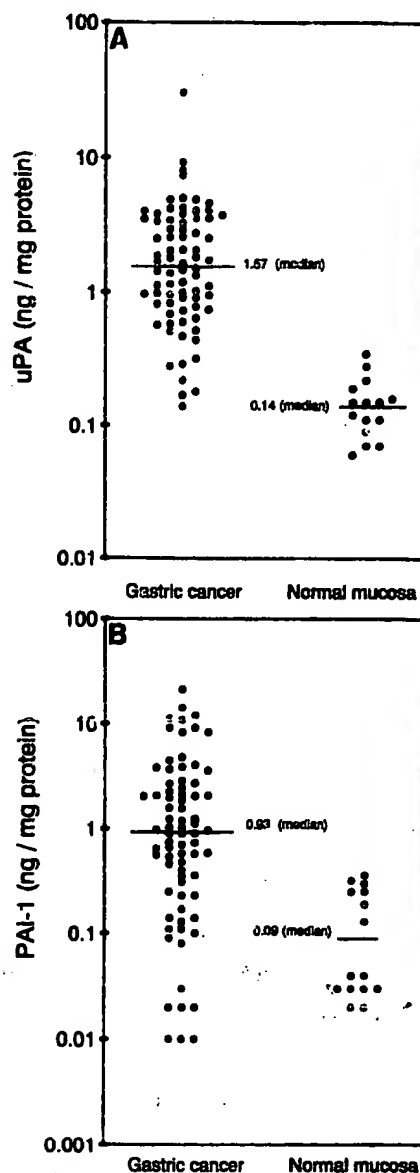 A
100
10
1
0.1
0.01
uPA (ng / mg protein)
1.57 (median)
0.14 (median)
Gastric cancer Normal mucosa
B
100
10
1
0.1
0.01
0.001
PAI-1 (ng / mg protein)
0.93 (median)
0.09 (median)
Gastric cancer Normal mucosa